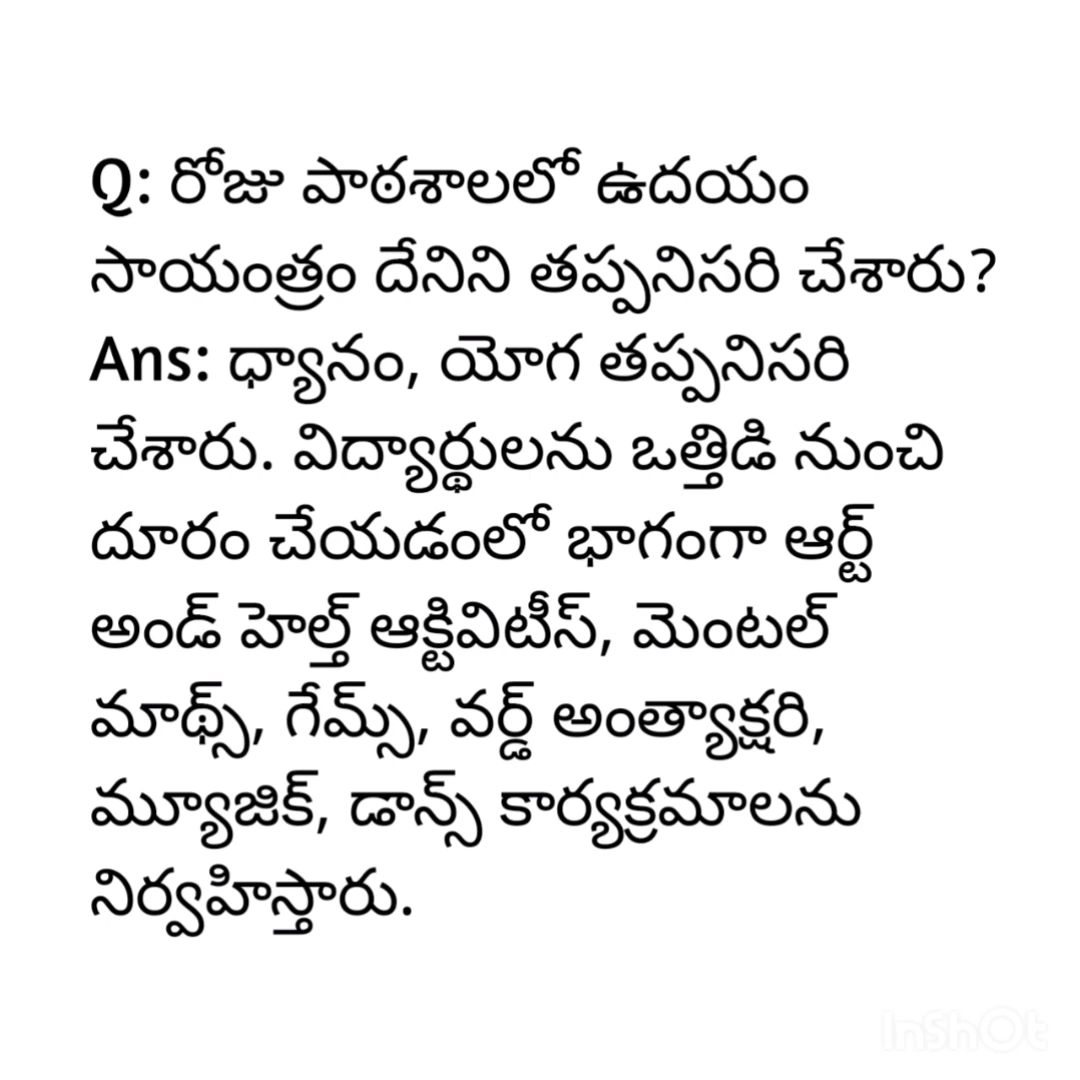 Q: రోజు పాఠశాలలో ఉదయం
సాయంత్రం దేనిని తప్పనిసరి చేశారు?
Ans: ధ్యానం, యోగ తప్పనిసరి
చేశారు. విద్యార్థులను ఒత్తిడి నుంచి
దూరం చేయడంలో భాగంగా ఆర్ట్
అండ్ హెల్త్ ఆక్టివిటీస్, మెంటల్
మాథ్స్, గేమ్స్, వర్డ్ అంత్యాక్షరి,
మ్యూజిక్, డాన్స్ కార్యక్రమాలను
నిర్వహిస్తారు.
InShOt